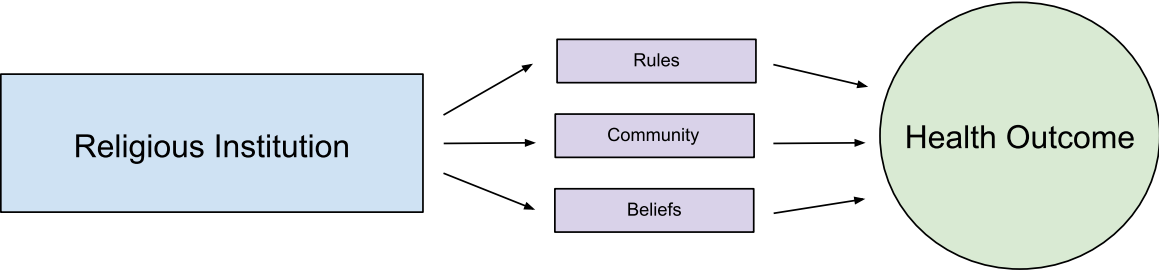 Religious Institution
Rules
Community
Beliefs
Health Outcome